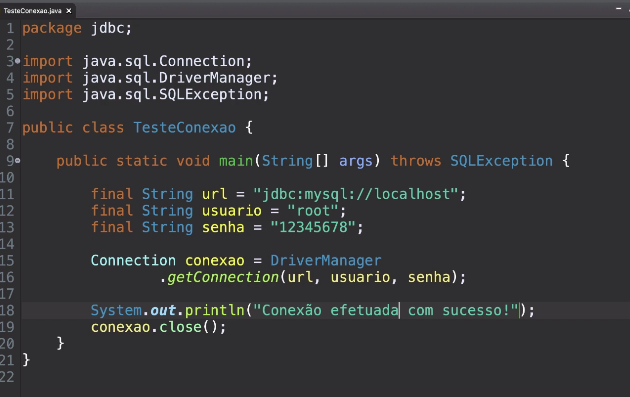 TesteConexao.java ×
1 package jdbc;
2
3 import java.sql.Connection;
4 import java.sql.DriverManager;
5 import java.sql.SQLException;
6
7 public class TesteConexao {
8
9     public static void main(String[] args) throws SQLException {
10
11         final String url = "jdbc:mysql://localhost";
12         final String usuario = "root";
13         final String senha = "12345678";
14
15         Connection conexao = DriverManager
16                 .getConnection(url, usuario, senha);
17
18         System.out.println("Conexão efetuada com sucesso!");
19         conexao.close();
20     }
21 }
22